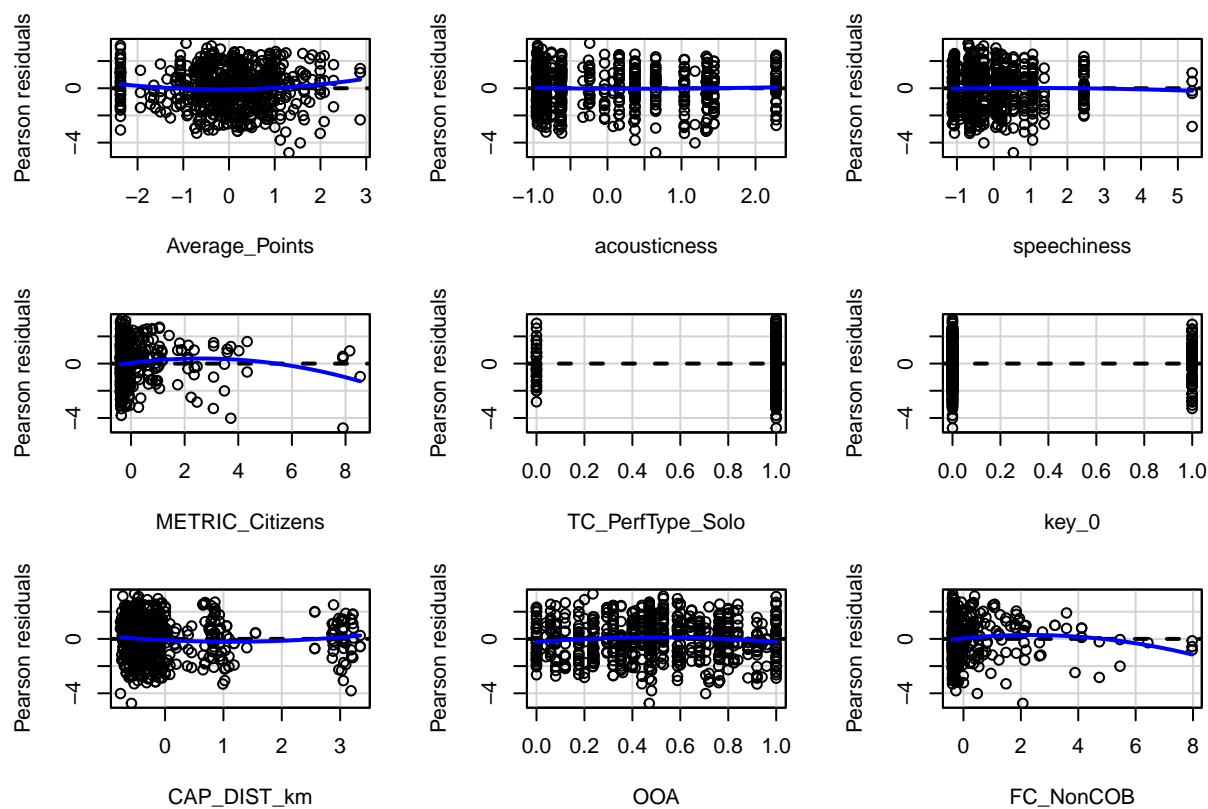 Pearson residuals
0
−4
−2 −1 0 1 2 3
Average_Points
Pearson residuals
0
−4
−1.0 0.0 1.0 2.0
acousticness
Pearson residuals
0
−4
−1 0 1 2 3 4 5
speechiness
Pearson residuals
0
−4
0 2 4 6 8
METRIC_Citizens
Pearson residuals
0
−4
0.0 0.2 0.4 0.6 0.8 1.0
TC_PerfType_Solo
Pearson residuals
0
−4
0.0 0.2 0.4 0.6 0.8 1.0
key_0
Pearson residuals
0
−4
0 1 2 3
CAP_DIST_km
Pearson residuals
0
−4
0.0 0.2 0.4 0.6 0.8 1.0
OOA
Pearson residuals
0
−4
0 2 4 6 8
FC_NonCOB